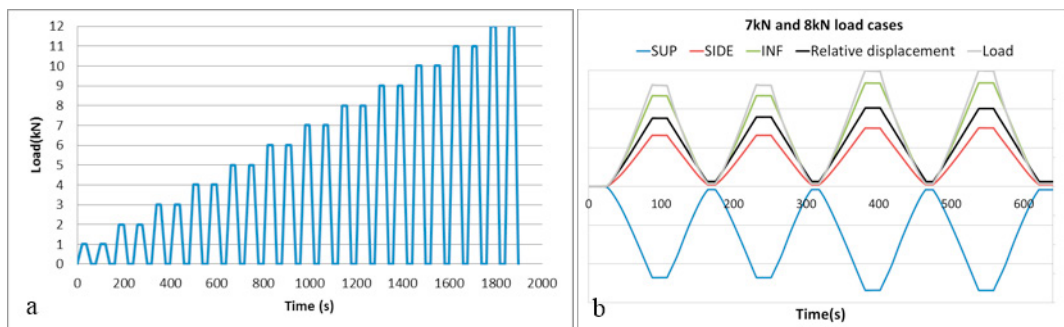 12
11
10
9
8
7
6
5
4
3
2
1
0
Load(kN)
0 200 400 600 800 1000 1200 1400 1600 1800 2000
Time (s)
a
7kN and 8kN load cases
SUP SIDE INF Relative displacement Load
0 100 200 300 400 500 600
Time(s)
b